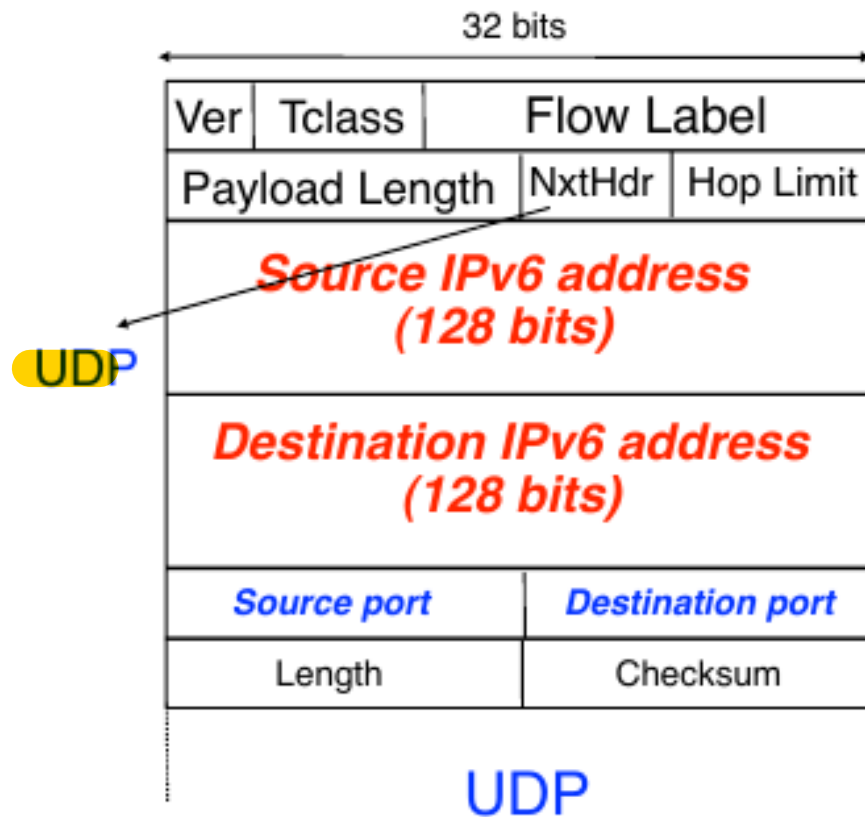 32 bits
Ver Tclass Flow Label
Payload Length NxtHdr Hop Limit
Source IPv6 address
(128 bits)
UDP
Destination IPv6 address
(128 bits)
Source port Destination port
Length Checksum
UDP